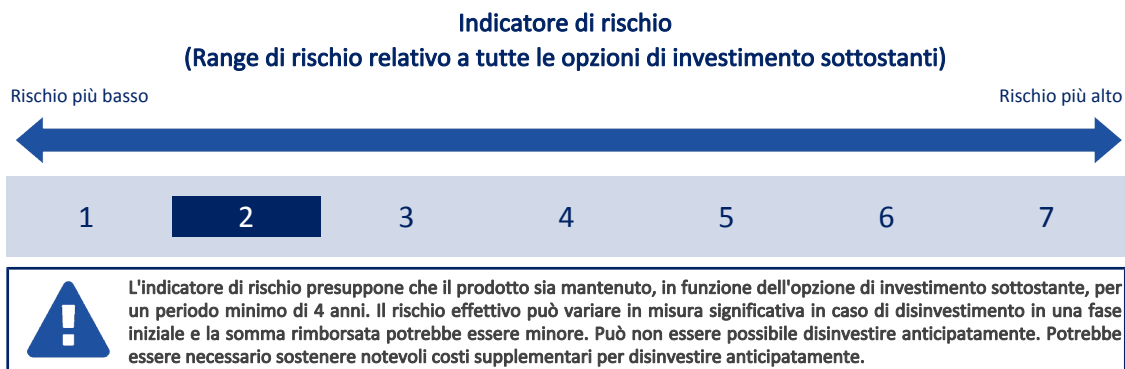 Indicatore di rischio
(Range di rischio relativo a tutte le opzioni di investimento sottostanti)
Rischio più basso
Rischio più alto
1 2 3 4 5 6 7
L'indicatore di rischio presuppone che il prodotto sia mantenuto, in funzione dell'opzione di investimento sottostante, per
un periodo minimo di 4 anni. Il rischio effettivo può variare in misura significativa in caso di disinvestimento in una fase
iniziale e la somma rimborsata potrebbe essere minore. Può non essere possibile disinvestire anticipatamente. Potrebbe
essere necessario sostenere notevoli costi supplementari per disinvestire anticipatamente.